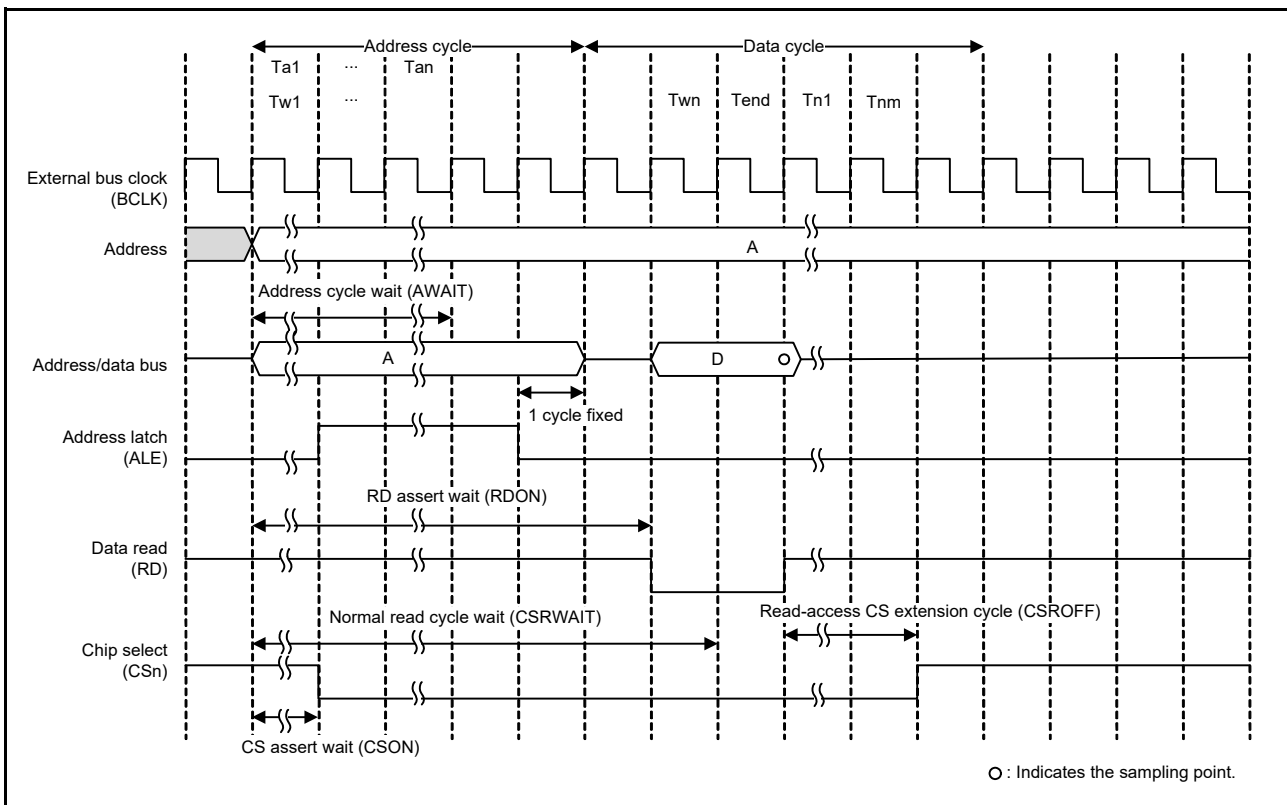 Address cycle Data cycle
Ta1 ... Tan
Tw1 ... Twn Tend Tn1 Tnm
External bus clock
(BCLK)
Address A
Address cycle wait (AWAIT)
Address/data bus A D
1 cycle fixed
Address latch
(ALE)
RD assert wait (RDON)
Data read
(RD)
Normal read cycle wait (CSRWAIT) Read-access CS extension cycle (CSROFF)
Chip select
(CSn)
CS assert wait (CSON)
: Indicates the sampling point.